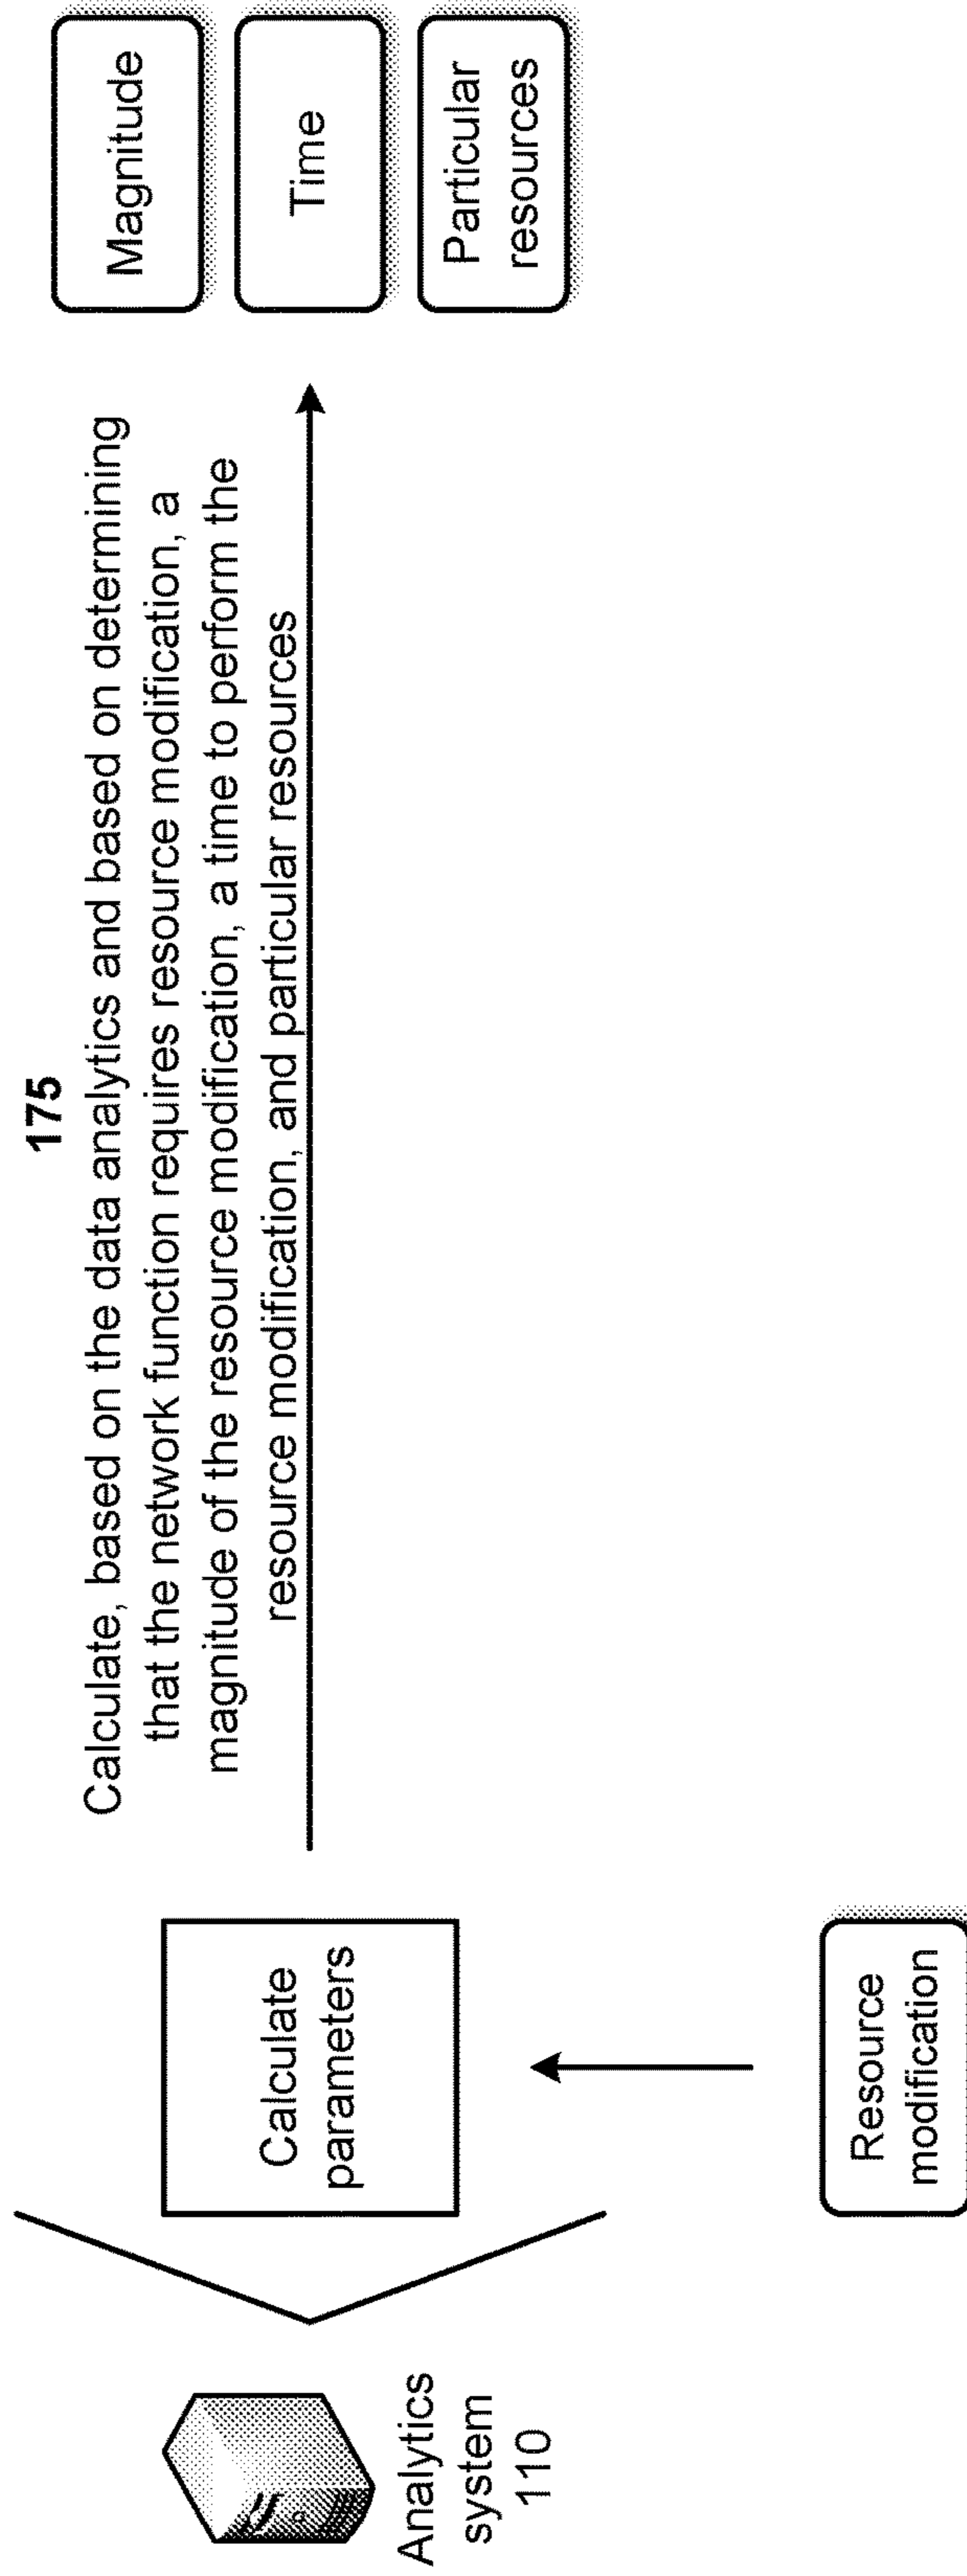 175
Calculate, based on the data analytics and based on determining
that the network function requires resource modification, a
magnitude of the resource modification, a time to perform the
resource modification, and particular resources
Analytics
system
110
Calculate
parameters
Resource
modification
Magnitude
Time
Particular
resources